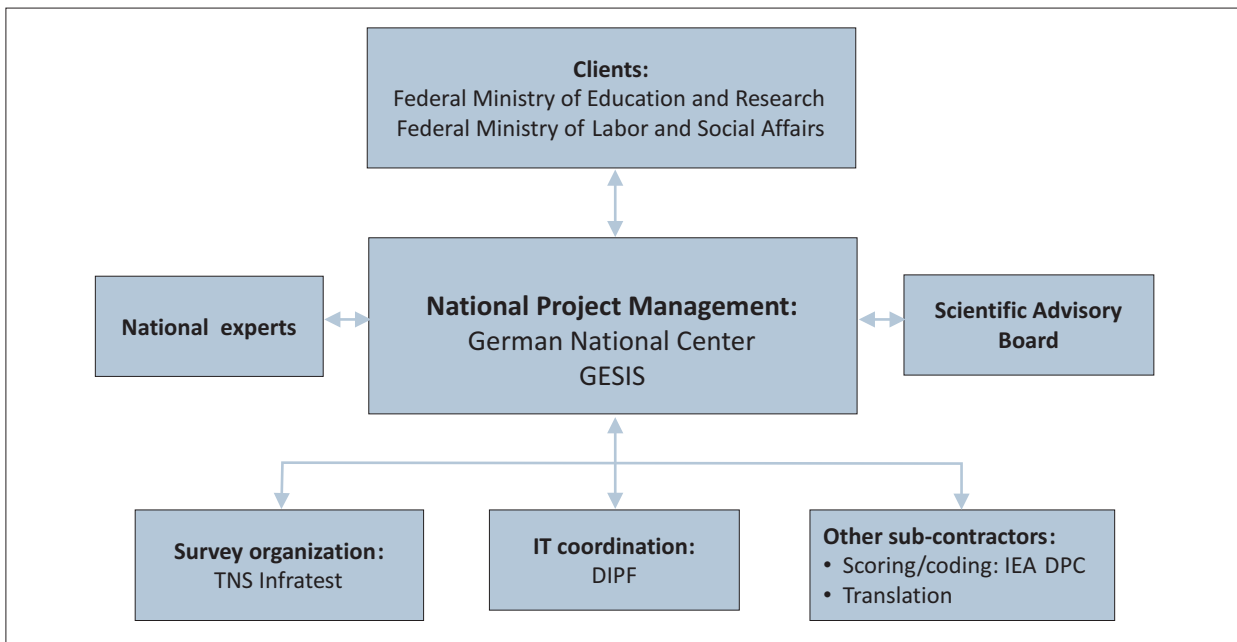 Clients:
Federal Ministry of Education and Research
Federal Ministry of Labor and Social Affairs
National experts
National Project Management:
German National Center
GESIS
Scientific Advisory
Board
Survey organization:
TNS Infratest
IT coordination:
DIPF
Other sub-contractors:
• Scoring/coding: IEA DPC
• Translation